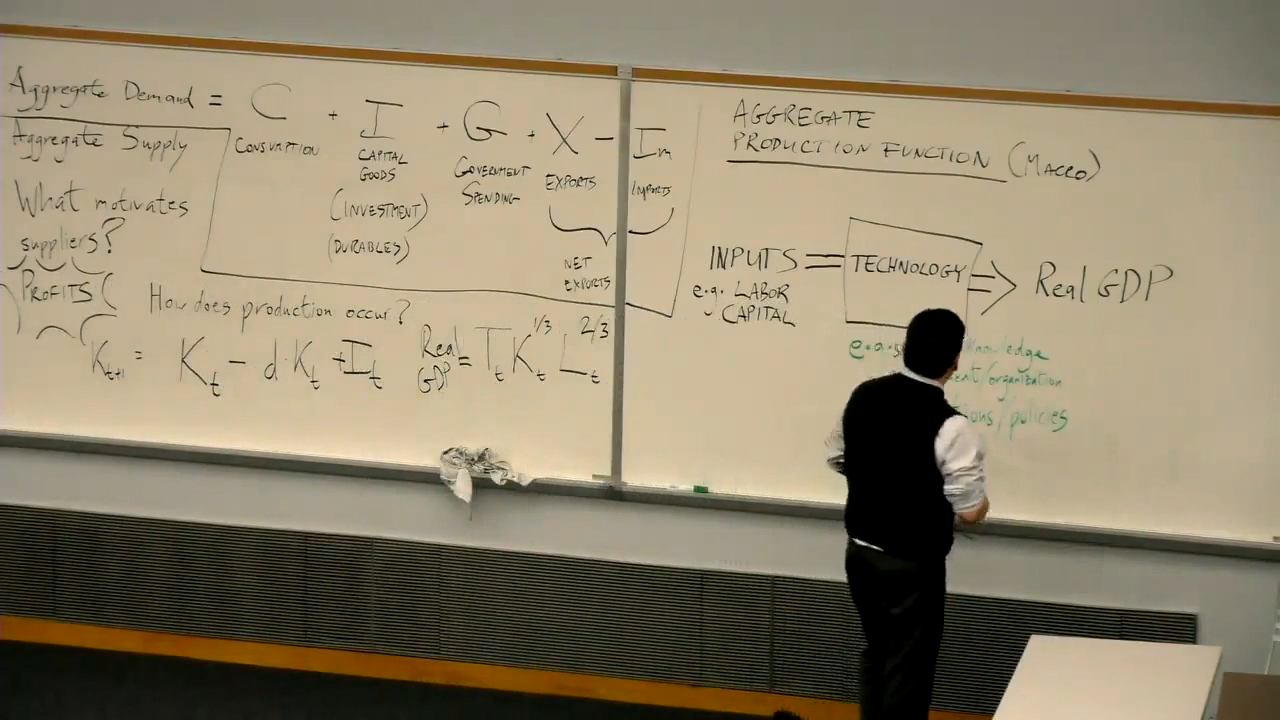 Aggregate Demand = C + I + G + X - Im
CONSUMPTION
CAPITAL
GOODS
(INVESTMENT)
(DURABLES)
GOVERNMENT
SPENDING
EXPORTS
IMPORTS
NET
EXPORTS
Aggregate Supply
What motivates
suppliers?
PROFITS
How does production occur?
Kt+1 = Kt - d·Kt + It
Real
GDP = Tt Kt^1/3 Lt^2/3
AGGREGATE
PRODUCTION FUNCTION (MACRO)
INPUTS
e.g. LABOR
CAPITAL
TECHNOLOGY
Real GDP
e.g.
Knowledge
/organization
/policies